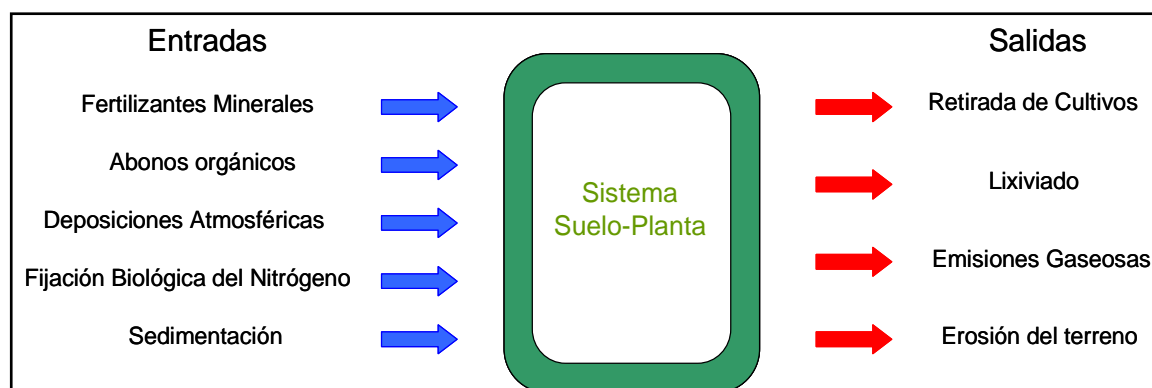 Entradas
Fertilizantes Minerales
Abonos orgánicos
Deposiciones Atmosféricas
Fijación Biológica del Nitrógeno
Sedimentación
Sistema
Suelo-Planta
Salidas
Retirada de Cultivos
Lixiviado
Emisiones Gaseosas
Erosión del terreno